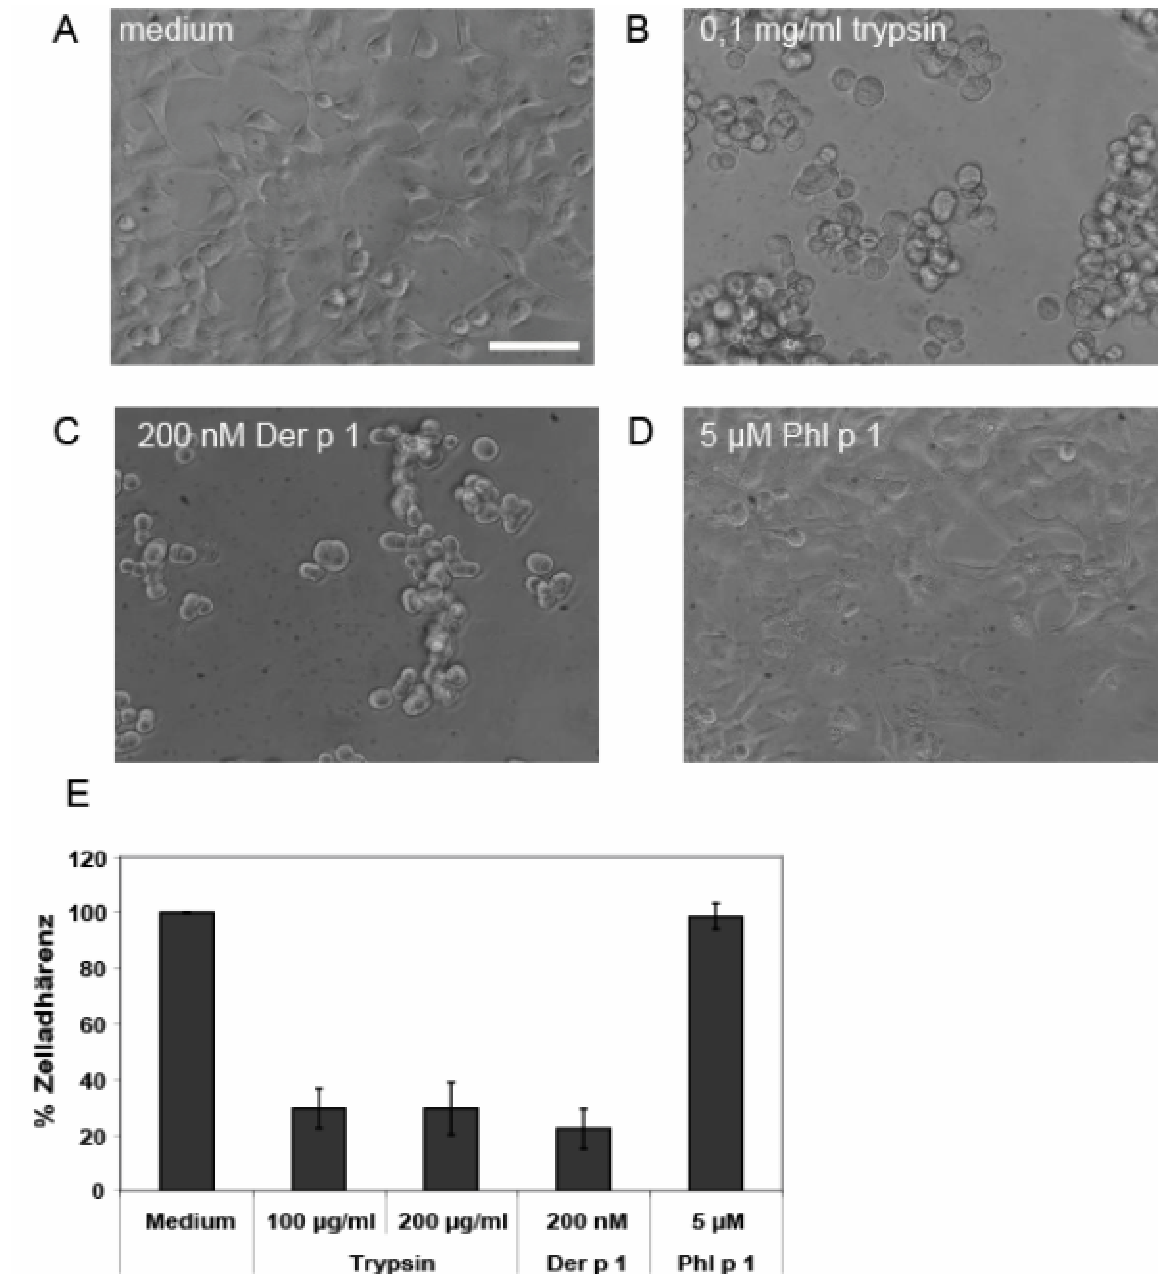 A
medium
B
0,1 mg/ml trypsin
C
200 nM Der p 1
D
5 µM Phl p 1
E
120
100
80
60
40
20
0
% Zelladhärenz
Medium
100 µg/ml
200 µg/ml
200 nM
5 µM
Trypsin
Der p 1
Phl p 1